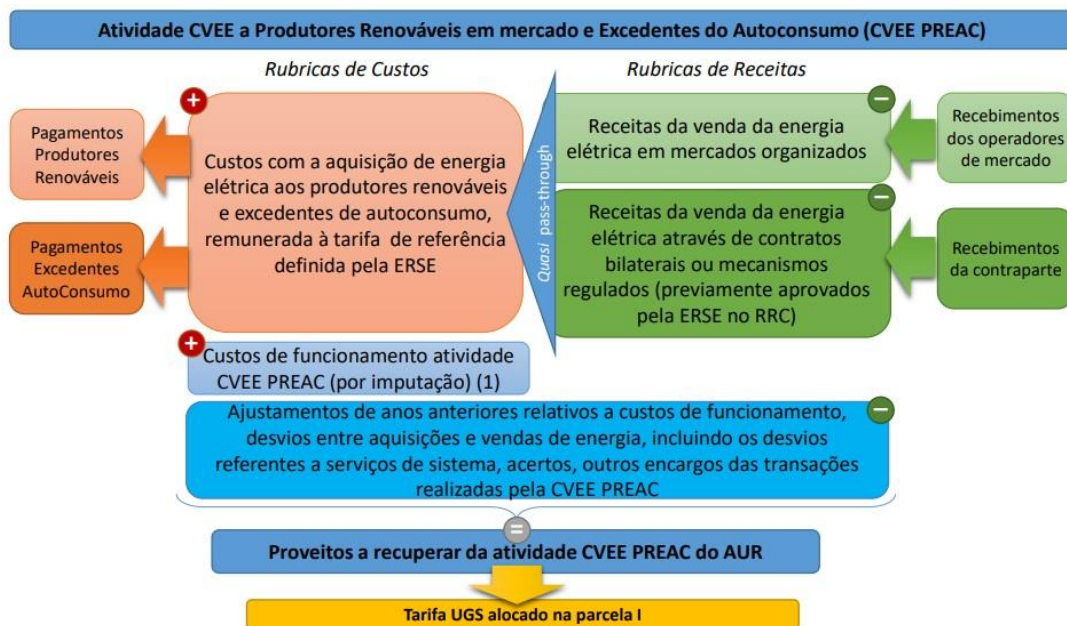 Atividade CVEE a Produtores Renováveis em mercado e Excedentes do Autoconsumo (CVEE PREAC)
Rubricas de Custos
Rubricas de Receitas
+
Pagamentos
Produtores
Renováveis
Pagamentos
Excedentes
AutoConsumo
Custos com a aquisição de energia
elétrica aos produtores renováveis
e excedentes de autoconsumo,
remunerada à tarifa de referência
definida pela ERSE
Quasi pass-through
−
Receitas da venda da energia
elétrica em mercados organizados
−
Receitas da venda da energia
elétrica através de contratos
bilaterais ou mecanismos
regulados (previamente aprovados
pela ERSE no RRC)
Recebimentos
dos operadores
de mercado
Recebimentos
da contraparte
+
Custos de funcionamento atividade
CVEE PREAC (por imputação) (1)
−
Ajustamentos de anos anteriores relativos a custos de funcionamento,
desvios entre aquisições e vendas de energia, incluindo os desvios
referentes a serviços de sistema, acertos, outros encargos das transações
realizadas pela CVEE PREAC
=
Proveitos a recuperar da atividade CVEE PREAC do AUR
Tarifa UGS alocado na parcela I